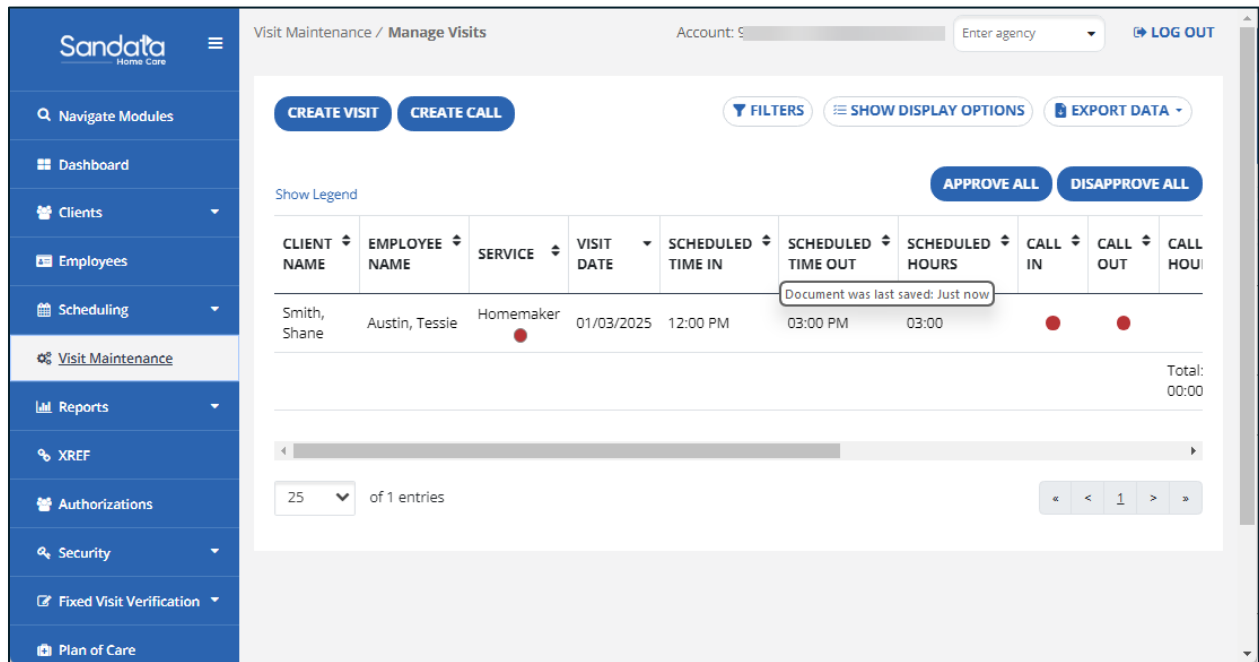 Sandata
Home Care
Navigate Modules
Dashboard
Clients
Employees
Scheduling
Visit Maintenance
Reports
XREF
Authorizations
Security
Fixed Visit Verification
Plan of Care
Visit Maintenance / Manage Visits
Account: 9
Enter agency
LOG OUT
CREATE VISIT
CREATE CALL
FILTERS
SHOW DISPLAY OPTIONS
EXPORT DATA
Show Legend
APPROVE ALL
DISAPPROVE ALL
CLIENT NAME
EMPLOYEE NAME
SERVICE
VISIT DATE
SCHEDULED TIME IN
SCHEDULED TIME OUT
SCHEDULED HOURS
CALL IN
CALL OUT
CALL
Document was last saved: Just now
Smith, Shane
Austin, Tessie
Homemaker
01/03/2025
12:00 PM
03:00 PM
03:00
Total:
00:00
25
of 1 entries
« < 1 > »